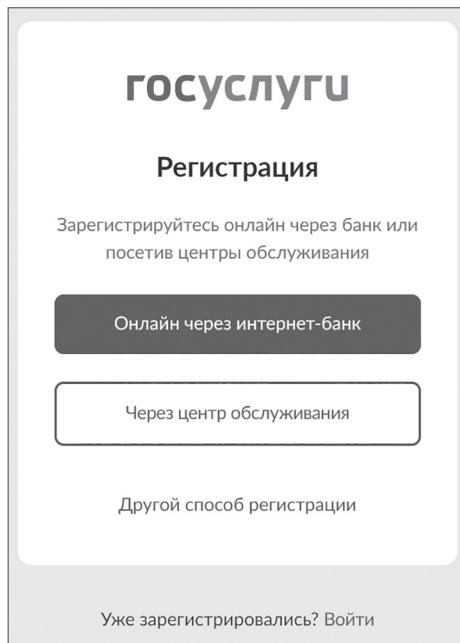 госуслуги
Регистрация
Зарегистрируйтесь онлайн через банк или
посетив центры обслуживания
Онлайн через интернет-банк
Через центр обслуживания
Другой способ регистрации
Уже зарегистрировались? Войти